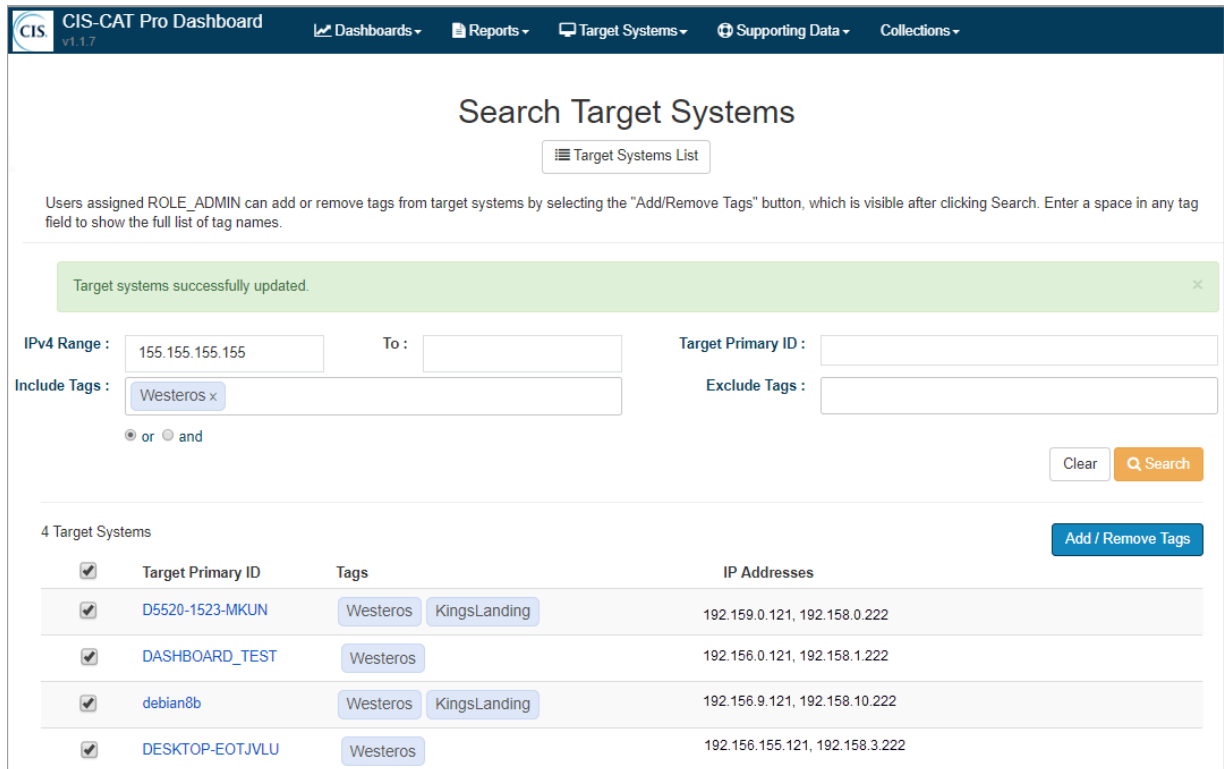 CIS. CIS-CAT Pro Dashboard Dashboards Reports Target Systems Supporting Data Collections
v1.1.7
Search Target Systems
Target Systems List
Users assigned ROLE_ADMIN can add or remove tags from target systems by selecting the "Add/Remove Tags" button, which is visible after clicking Search. Enter a space in any tag
field to show the full list of tag names.
Target systems successfully updated. ×
IPv4 Range : 155.155.155.155 To : Target Primary ID :
Include Tags : Westeros x Exclude Tags :
or and
Clear Search
4 Target Systems Add / Remove Tags
Target Primary ID Tags IP Addresses
D5520-1523-MKUN Westeros KingsLanding 192.159.0.121, 192.158.0.222
DASHBOARD_TEST Westeros 192.156.0.121, 192.158.1.222
debian8b Westeros KingsLanding 192.156.9.121, 192.158.10.222
DESKTOP-EOTJVLU Westeros 192.156.155.121, 192.158.3.222